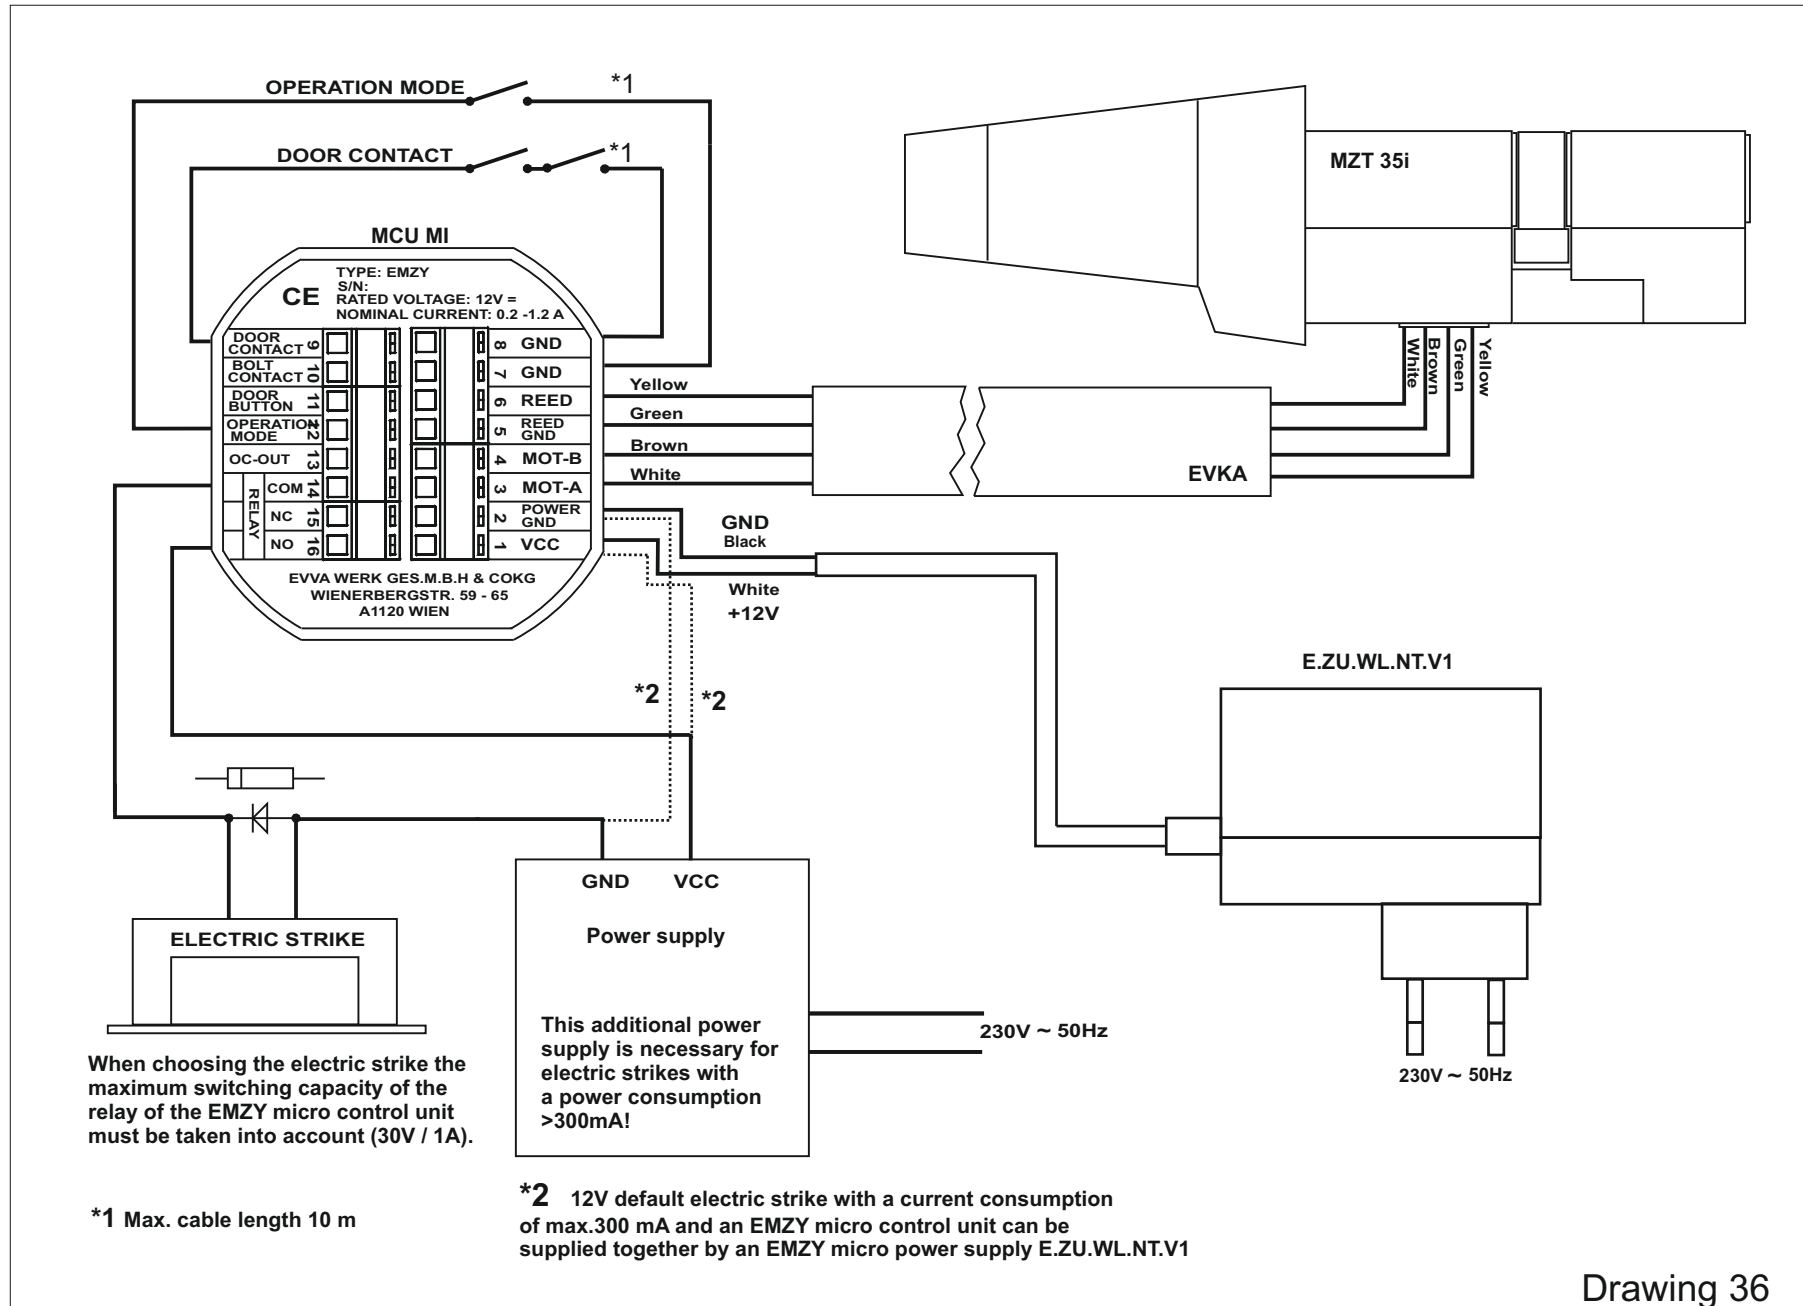 OPERATION MODE
*1
DOOR CONTACT
*1
MCU MI
TYPE: EMZY
S/N:
CE
RATED VOLTAGE: 12V =
NOMINAL CURRENT: 0.2 -1.2 A
DOOR
CONTACT 9
BOLT
CONTACT 10
DOOR
BUTTON 11
OPERATION
MODE 12
OC-OUT 13
RELAY
COM 14
NC 15
NO 16
8 GND
7 GND
6 REED
5 REED
GND
4 MOT-B
3 MOT-A
2 POWER
GND
1 VCC
EVVA WERK GES.M.B.H & COKG
WIENERBERGSTR. 59 - 65
A1120 WIEN
Yellow
Green
Brown
White
EVKA
MZT 35i
White
Brown
Green
Yellow
GND
Black
White
+12V
*2
*2
E.ZU.WL.NT.V1
230V ~ 50Hz
ELECTRIC STRIKE
GND VCC
Power supply
This additional power
supply is necessary for
electric strikes with
a power consumption
>300mA!
230V ~ 50Hz
When choosing the electric strike the
maximum switching capacity of the
relay of the EMZY micro control unit
must be taken into account (30V / 1A).
*1 Max. cable length 10 m
*2 12V default electric strike with a current consumption
of max.300 mA and an EMZY micro control unit can be
supplied together by an EMZY micro power supply E.ZU.WL.NT.V1
Drawing 36